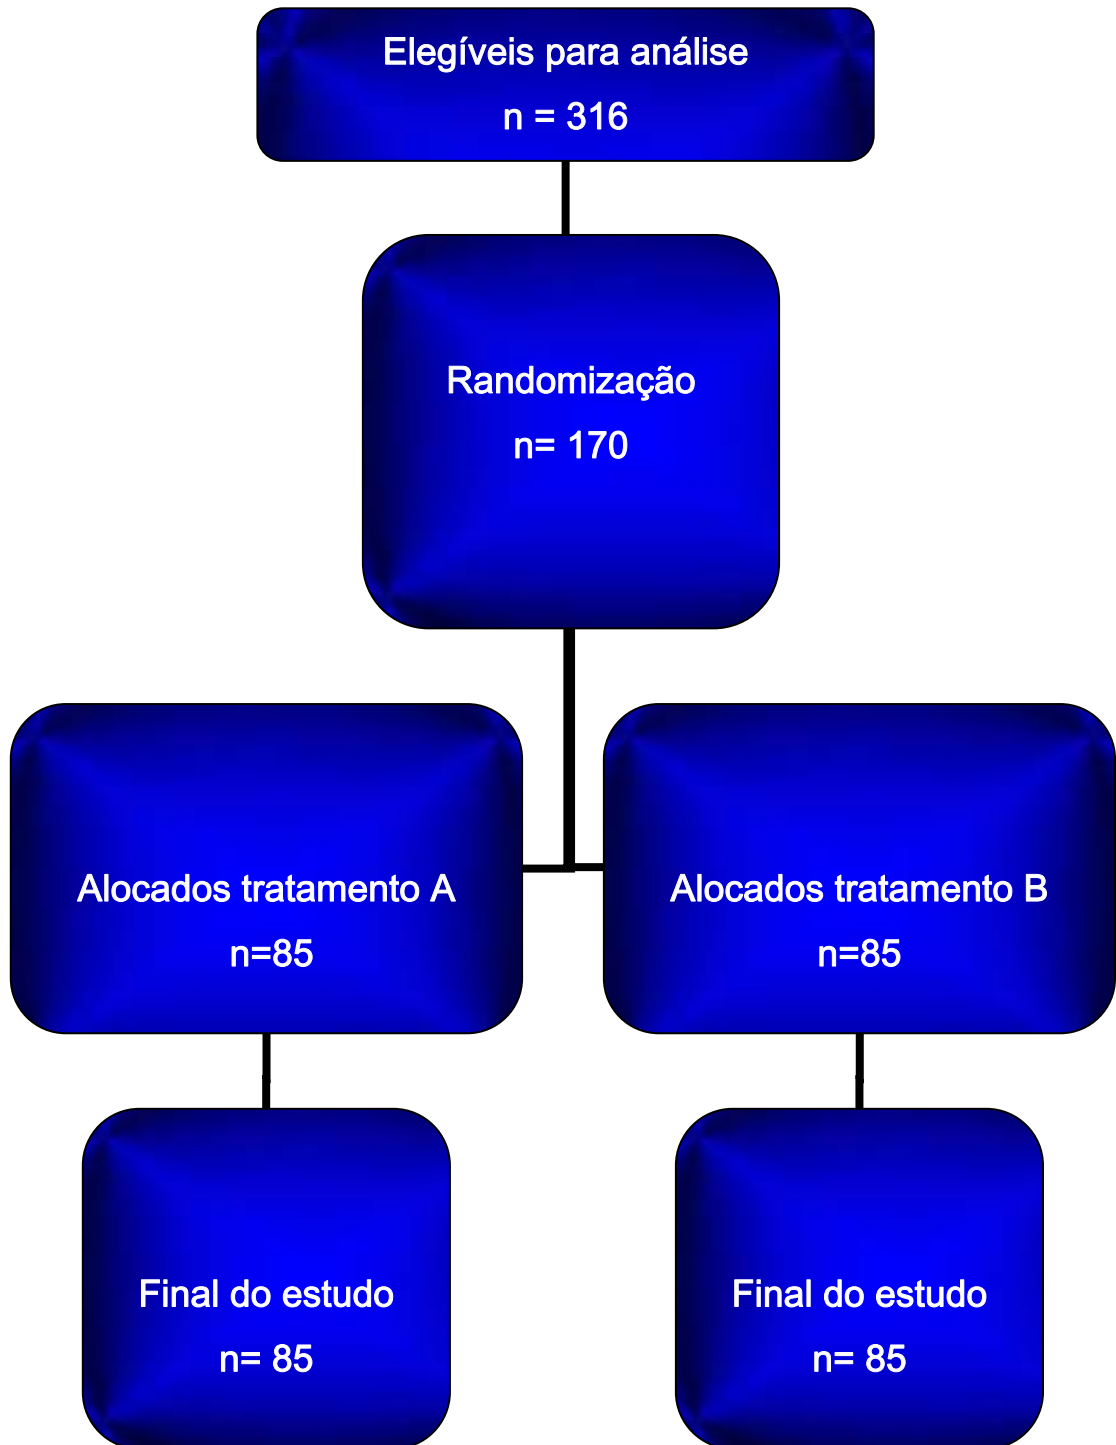 Elegíveis para análise
n = 316
Randomização
n= 170
Alocados tratamento A
n=85
Alocados tratamento B
n=85
Final do estudo
n= 85
Final do estudo
n= 85